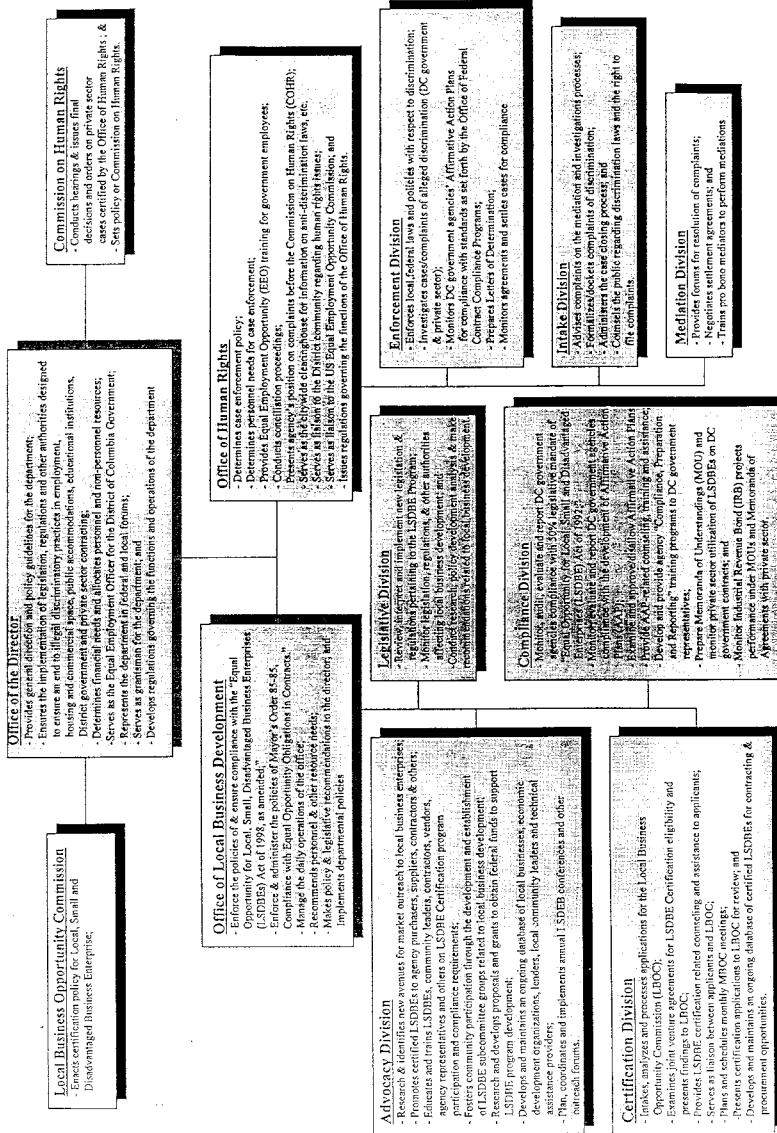 Office of the Director
- Provides general direction and policy guidelines for the department;
- Ensures the implementation of legislation, regulations and other authorities designed
to ensure an end to illegal discriminatory practices in employment,
housing and commercial space, public accommodations, educational institutions,
District government and private sector contracting;
- Determines financial needs and allocates personnel and non-personnel resources;
- Serves as the Equal Employment Officer for the District of Columbia Government;
- Represents the department in federal and local forums;
- Serves as grantsman for the department; and
- Develops regulations governing the functions and operations of the department
Local Business Opportunity Commission
- Enacts certification policy for Local, Small and
Disadvantaged Business Enterprise;
Commission on Human Rights
- Conducts hearings & issues final
decisions and orders on private sector
cases certified by the Office of Human Rights; &
- Sets policy or Commission on Human Rights.
Office of Local Business Development
- Enforce the policies of & ensure compliance with the "Equal
Opportunity for Local, Small, Disadvantaged Business Enterprises
(LSDBEs) Act of 1998, as amended,"
- Enforce & administer the policies of Mayor's Order 85-85,
Compliance with Equal Opportunity Obligations in Contracts,"
- Manage the daily operations of the office;
- Recommends personnel & other resource needs;
- Makes policy & legislative recommendations to the director; and
Implements departmental policies
Office of Human Rights
- Determines case enforcement policy;
- Determines personnel needs for case enforcement;
- Provides Equal Employment Opportunity (EEO) training for government employees;
- Conducts conciliation proceedings;
Presents agency's position on complaints before the Commission on Human Rights (COHR);
- Serves as the citywide clearinghouse for information on anti-discrimination laws, etc.
- Serves as liaison to the District community regarding human rights issues;
- Serves as liaison to the US Equal Employment Opportunity Commission; and
Issues regulations governing the functions of the Office of Human Rights.
Advocacy Division
- Research & identifies new avenues for market outreach to local business enterprises;
- Promotes certified LSDBEs to agency purchasers, suppliers, contractors & others;
- Educates and trains LSDBEs, community leaders, contractors, vendors,
agency representatives and others on LSDBE Certification program
participation and compliance requirements;
- Fosters community participation through the development and establishment
of LSDBE subcommittee groups related to local business development;
- Research and develops proposals and grants to obtain federal funds to support
LSDBE program development;
- Develops and maintains an ongoing database of local businesses, economic
development organizations, lenders, local community leaders and technical
assistance providers;
- Plan, coordinates and implements annual LSDEB conferences and other
outreach forums.
Legislative Division
- Review, interpret and implement new legislation &
regulations pertaining to the LSDBE Program;
- Monitor legislation, regulations, & other authorities
affecting local business development; and
- Conduct research, policy development analysis & make
recommendations related to local business development.
Enforcement Division
- Enforces local, federal laws and policies with respect to discrimination;
- Investigates cases/complaints of alleged discrimination (DC government
& private sector);
- Monitors DC government agencies' Affirmative Action Plans
for compliance with standards as set forth by the Office of Federal
Contract Compliance Programs;
- Prepares Letters of Determination;
- Monitors agreements and settles cases for compliance
Certification Division
- Intakes, analyzes and processes applications for the Local Business
Opportunity Commission (LBOC);
- Examines joint venture agreements for LSDBE Certification eligibility and
presents findings to LBOC;
- Provides LSDBE certification related counseling and assistance to applicants;
- Serves as liaison between applicants and LBOC;
- Plans and schedules monthly MBOC meetings;
- Presents certification applications to LBOC for review; and
- Develops and maintains an ongoing database of certified LSDBEs for contracting &
procurement opportunities.
Compliance Division
- Monitor, audit, evaluate and report DC government
agencies compliance with 50% legislative mandate of
"Equal Opportunity for Local, Small and Disadvantaged
Enterprises (LSDBE) Act of 1992;"
- Monitor, evaluate and report DC government agencies
compliance with the development of Affirmative Action
Plans (AAP);
- Examine and approve/disallow Affirmative Action Plans
- Provide AAP-related counseling, training and assistance;
- Develop and provide agency "Compliance, Preparation
and Reporting" training programs to DC government
representatives;
- Prepare Memoranda of Understandings (MOU) and
monitor private sector utilization of LSDBEs on DC
government contracts; and
- Monitor Industrial Revenue Bond (IRB) projects
performance under MOUs and Memoranda of
Agreements with private sector.
Intake Division
- Advises complaints on the mediation and investigations processes;
- Formalizes/dockets complaints of discrimination;
- Administers the case closing process; and
- Counsels the public regarding discrimination laws and the right to
file complaints.
Mediation Division
- Provides forums for resolution of complaints;
- Negotiates settlement agreements; and
- Trains pro bono mediators to perform mediations